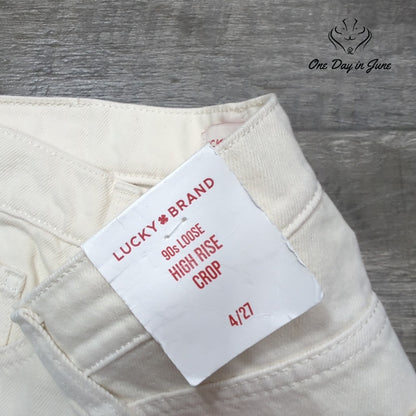 One Day in June
LUCKY BRAND
90s LOOSE
HIGH RISE
CROP
4/27